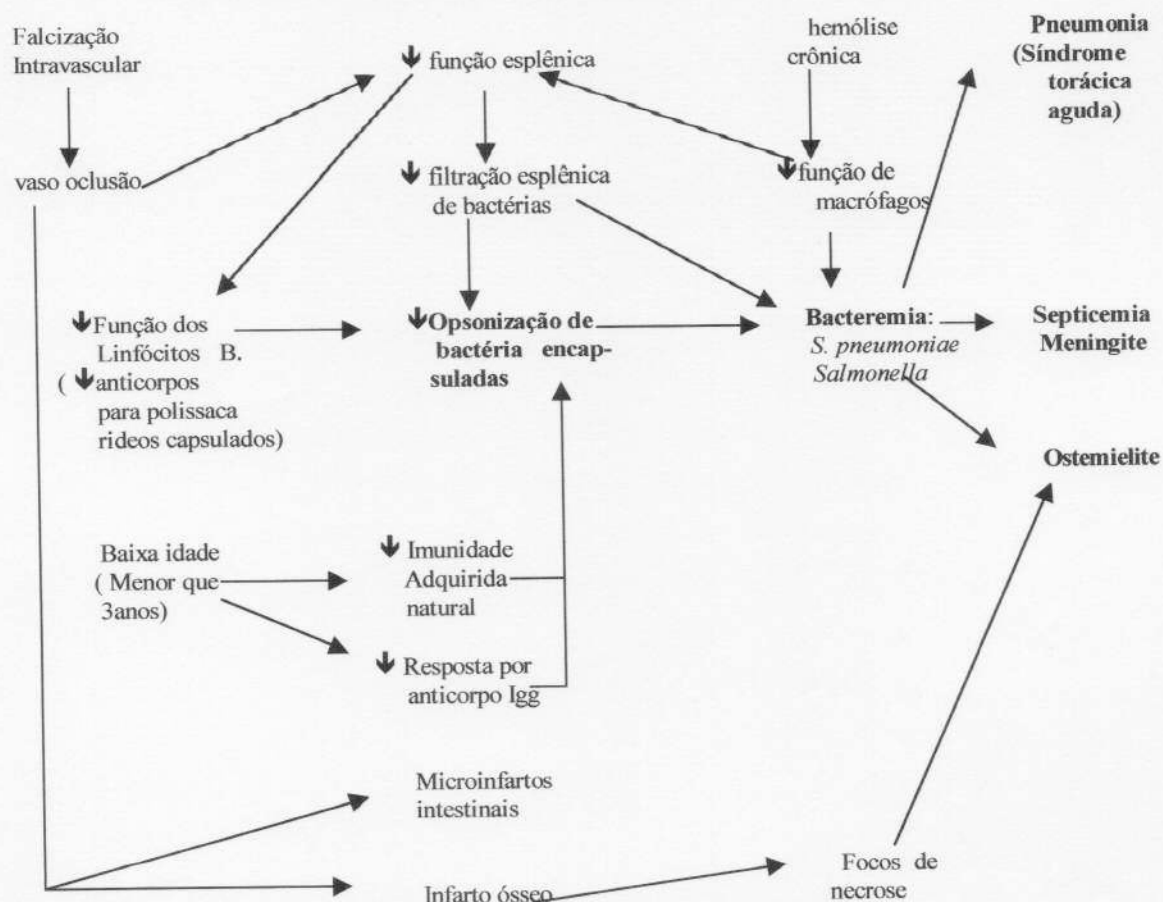 Falcização
Intravascular
↓ função esplênica
hemólise
crônica
Pneumonia
(Síndrome
torácica
aguda)
vaso oclusão
↓ filtração esplênica
de bactérias
↓ função de
macrófagos
↓ Função dos
Linfócitos B.
( ↓ anticorpos
para polissaca
rideos capsulados)
↓ Opsonização de
bactéria encap-
suladas
Bacteremia:
S. pneumoniae
Salmonella
Septicemia
Meningite
Ostemielite
Baixa idade
( Menor que
3anos)
↓ Imunidade
Adquirida
natural
↓ Resposta por
anticorpo Igg
Microinfartos
intestinais
Infarto ósseo
Focos de
necrose